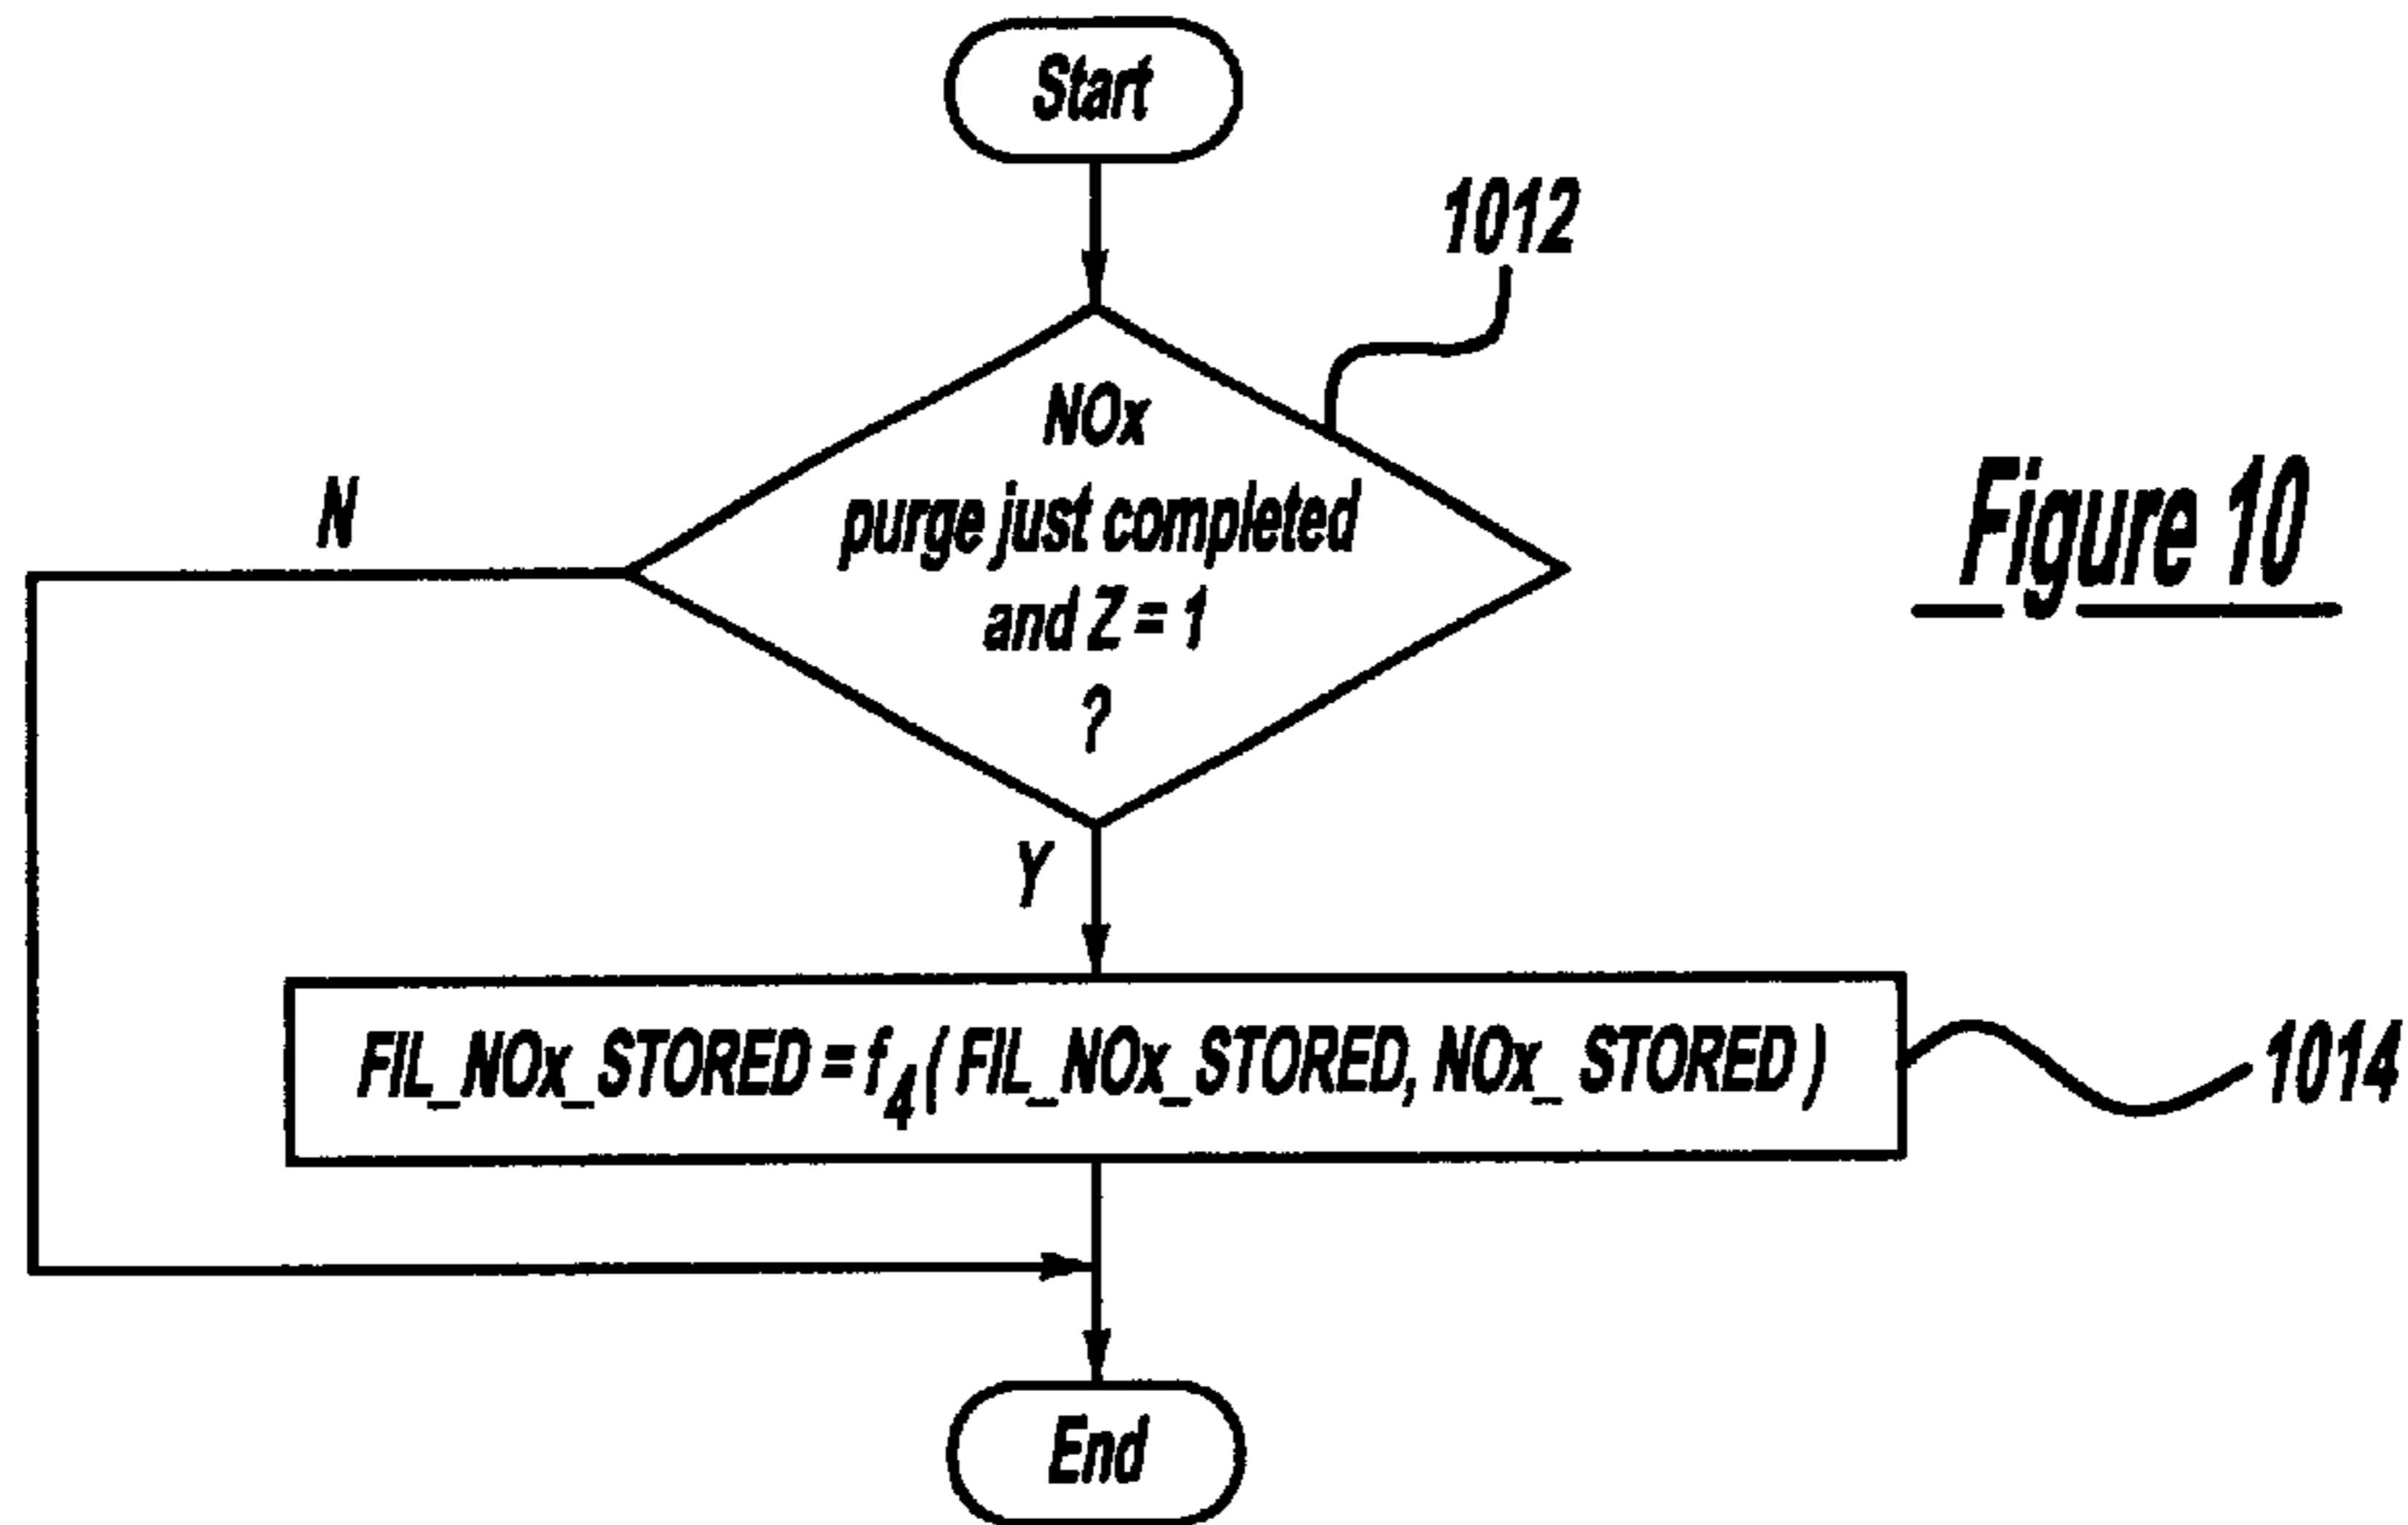 Start
1012
NOx
purge just completed
and Z = 1
?
N
Figure 10
Y
FIL_NOx_STORED = f4( FIL_NOx_STORED, NOx_ STORED )
1014
End